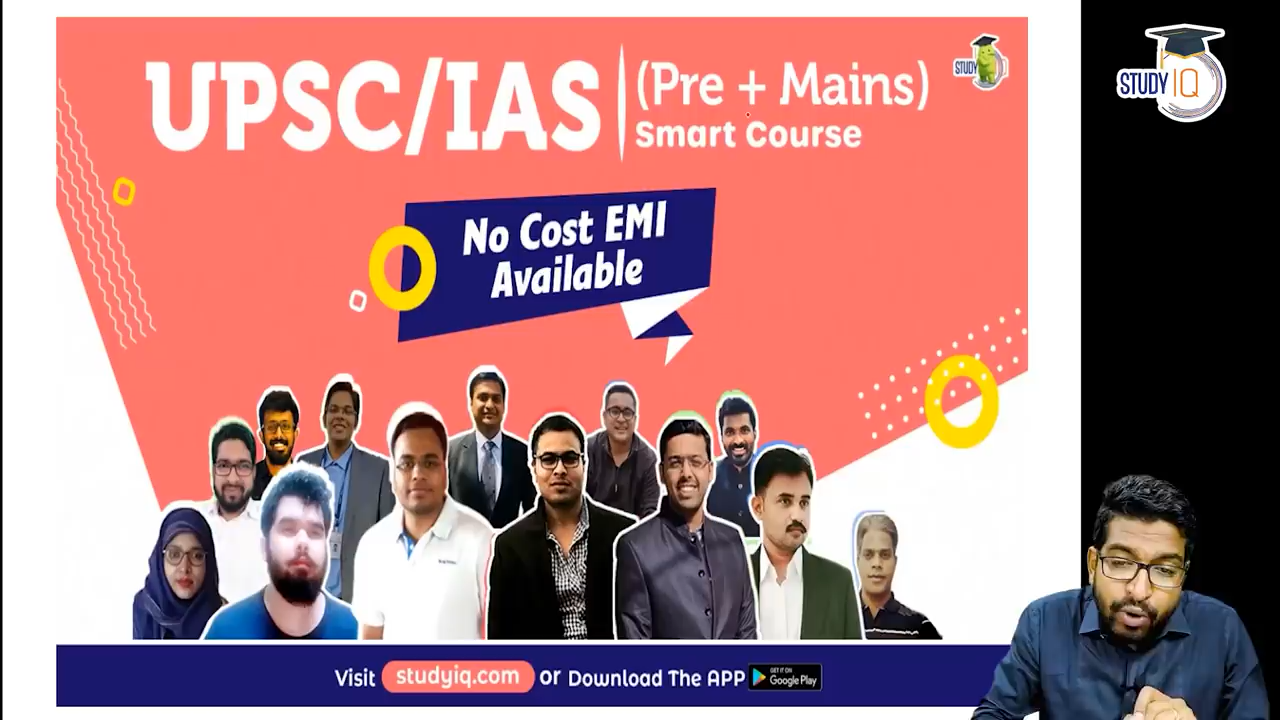 UPSC/IAS
(Pre + Mains)
Smart Course
STUDY
STUDY IQ
No Cost EMI
Available
Visit studyiq.com or Download The APP
GET IT ON
Google Play